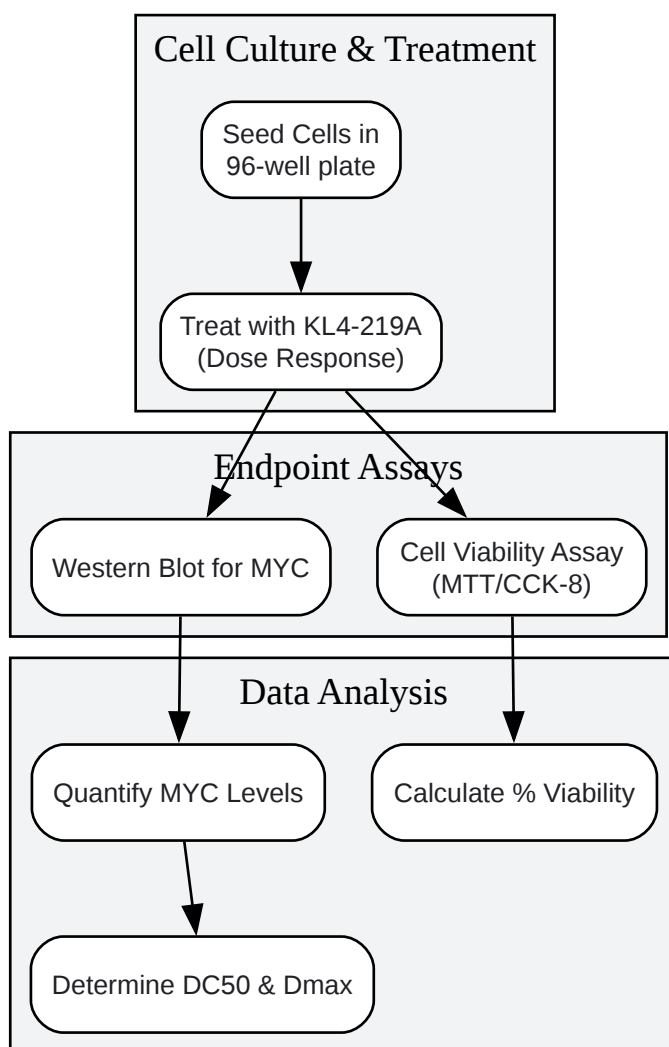 Cell Culture & Treatment
Seed Cells in
96-well plate
Treat with KL4-219A
(Dose Response)
Endpoint Assays
Western Blot for MYC
Cell Viability Assay
(MTT/CCK-8)
Data Analysis
Quantify MYC Levels
Calculate % Viability
Determine DC50 & Dmax